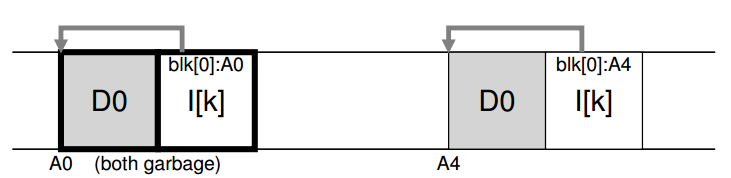 blk[0]:A0
D0
I[k]
blk[0]:A4
D0
I[k]
A0
(both garbage)
A4